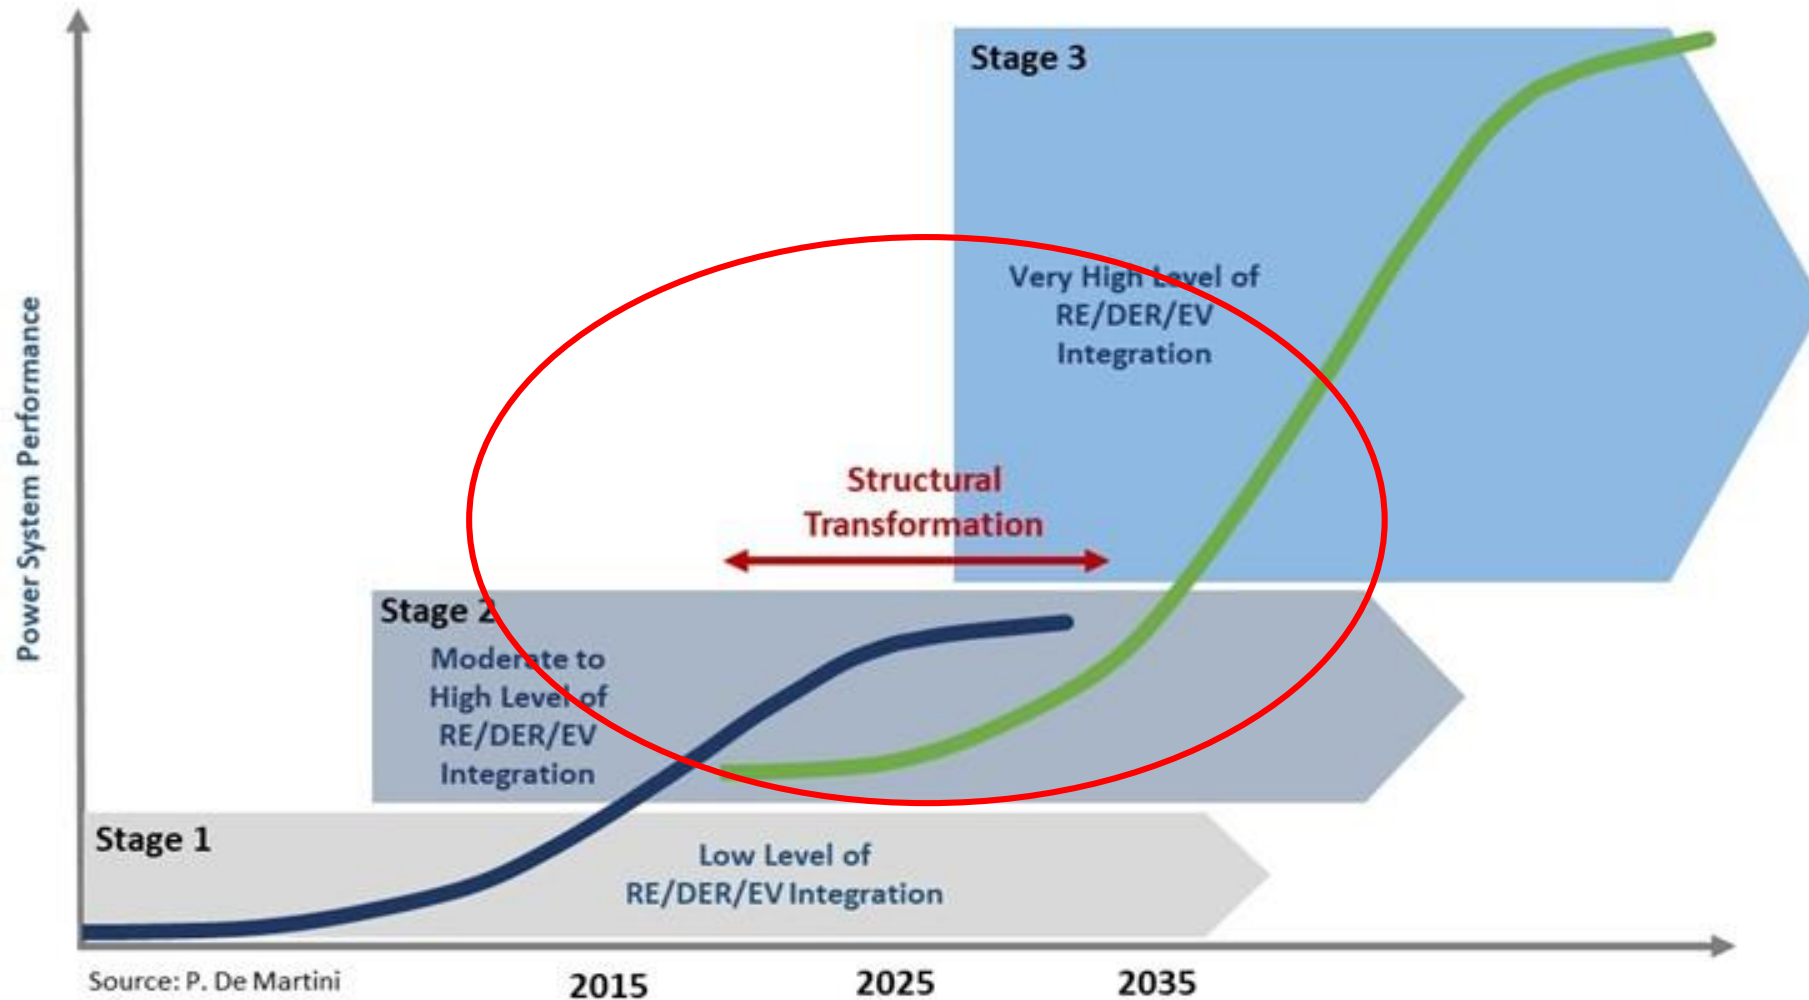 Stage 3
Very High Level of
RE/DER/EV
Integration
Power System Performance
Structural
Transformation
Stage 2
Moderate to
High Level of
RE/DER/EV
Integration
Stage 1
Low Level of
RE/DER/EV Integration
Source: P. De Martini
2015
2025
2035